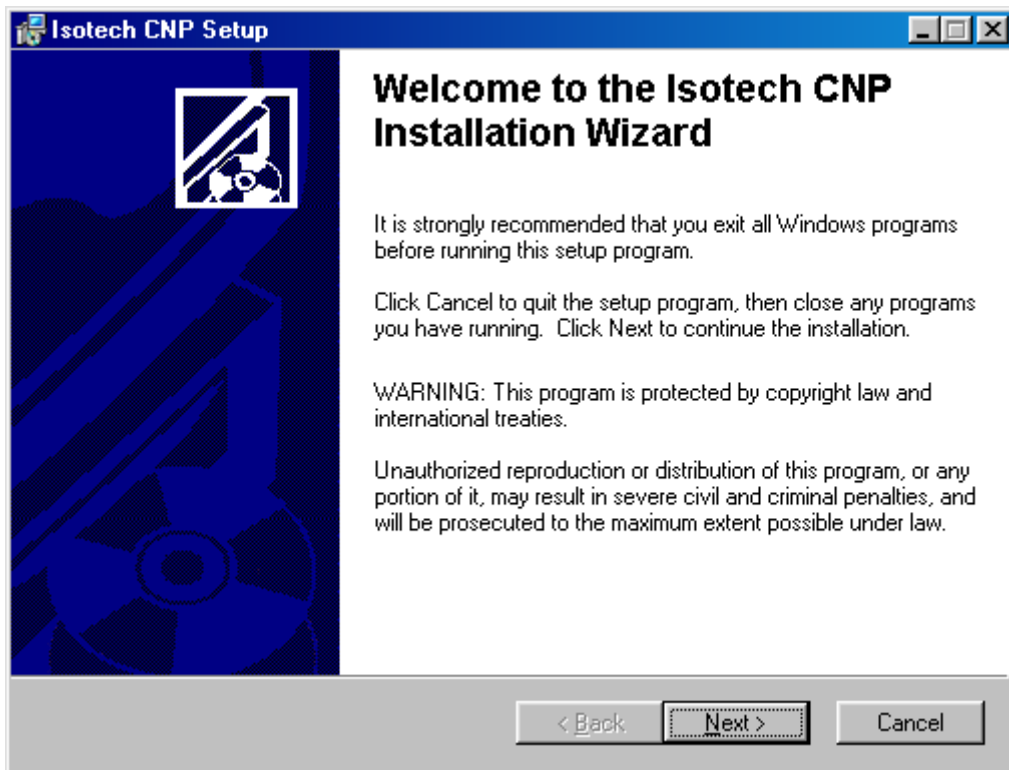 Isotech CNP Setup
Welcome to the Isotech CNP
Installation Wizard
It is strongly recommended that you exit all Windows programs
before running this setup program.
Click Cancel to quit the setup program, then close any programs
you have running.  Click Next to continue the installation.
WARNING: This program is protected by copyright law and
international treaties.
Unauthorized reproduction or distribution of this program, or any
portion of it, may result in severe civil and criminal penalties, and
will be prosecuted to the maximum extent possible under law.
< Back
Next >
Cancel